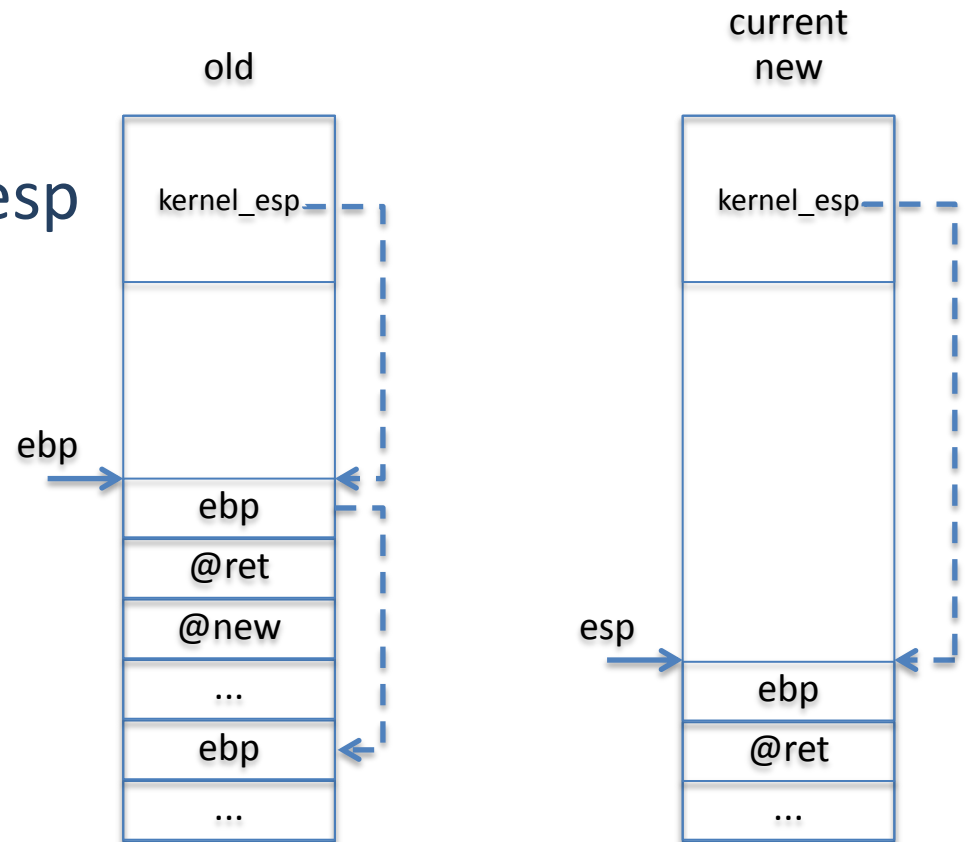 current
old
new
esp
kernel_esp
kernel_esp
ebp
ebp
@ret
@new
esp
...
ebp
ebp
@ret
...
...